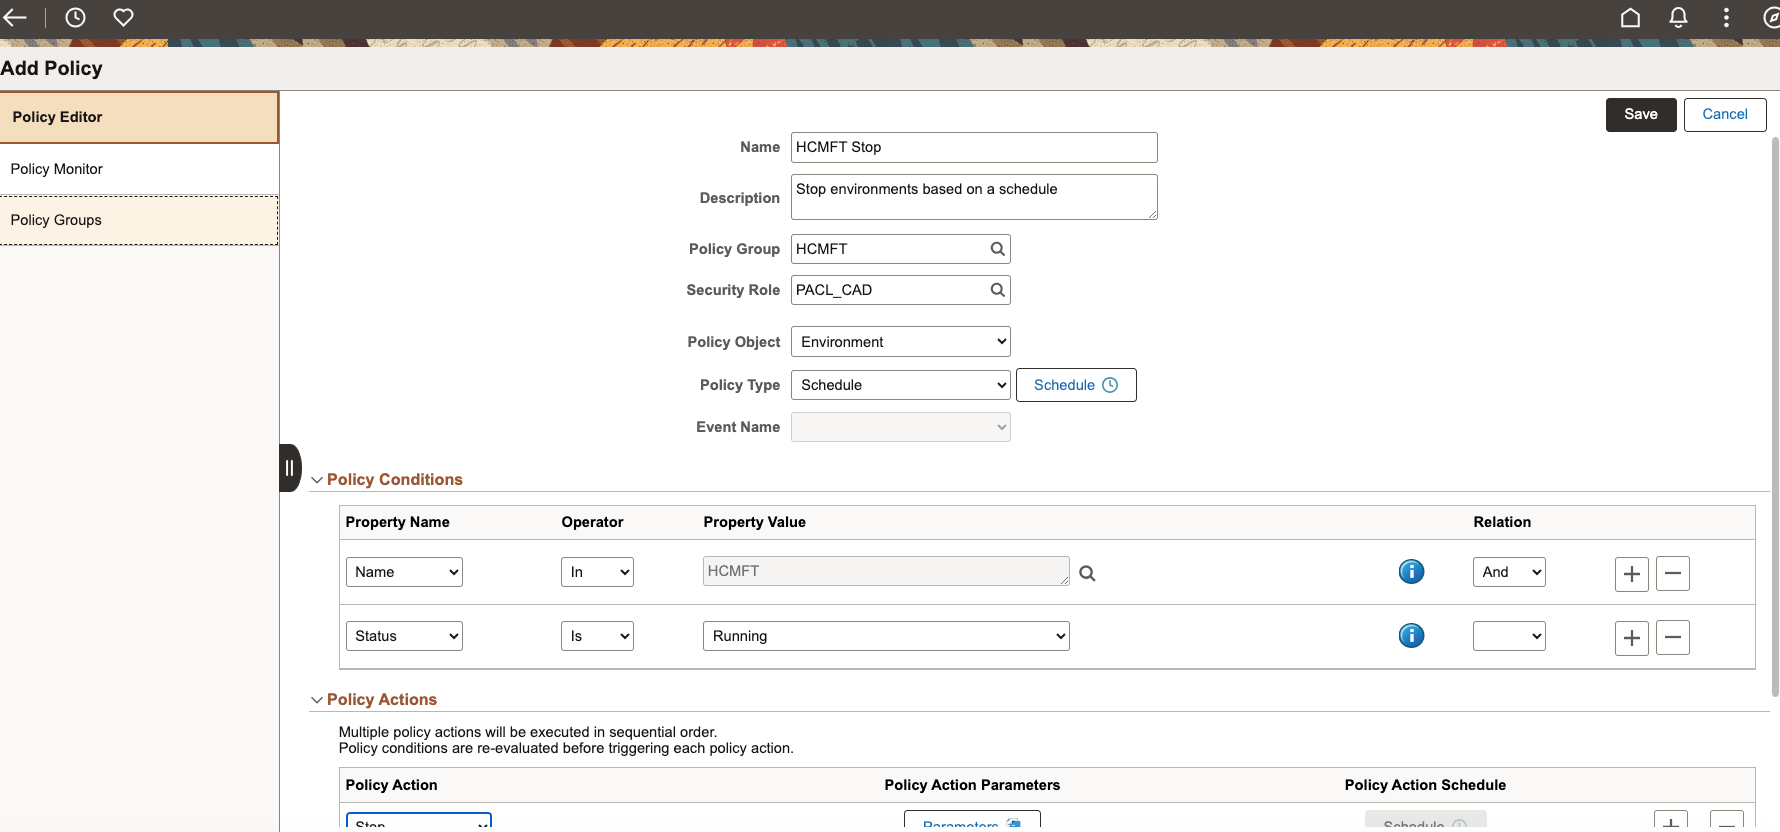 Add Policy
Policy Editor
Policy Monitor
Policy Groups
Save Cancel
Name HCMFT Stop
Description Stop environments based on a schedule
Policy Group HCMFT
Security Role PACL_CAD
Policy Object Environment
Policy Type Schedule Schedule
Event Name
Policy Conditions
Property Name Operator Property Value Relation
Name In HCMFT And
Status Is Running
Policy Actions
Multiple policy actions will be executed in sequential order.
Policy conditions are re-evaluated before triggering each policy action.
Policy Action Policy Action Parameters Policy Action Schedule
Stop Parameters Schedule